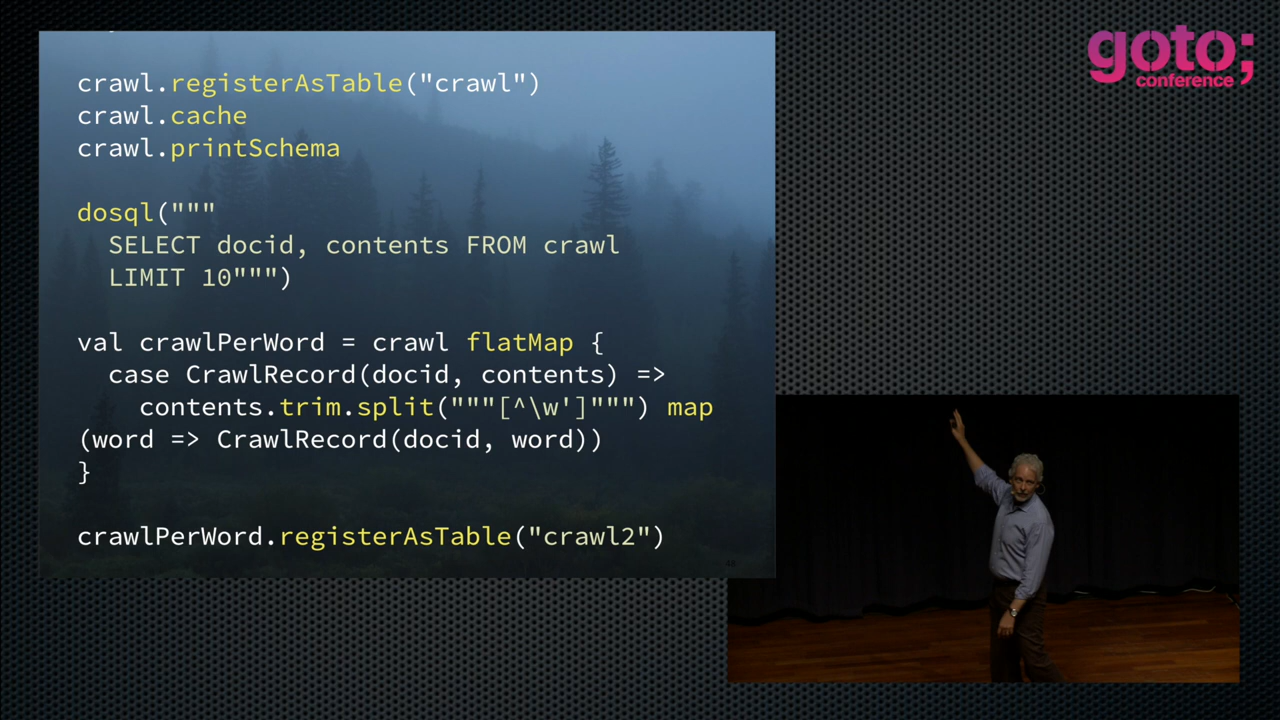 crawl.registerAsTable("crawl")
crawl.cache
crawl.printSchema
dosql("""
SELECT docid, contents FROM crawl
LIMIT 10""")
val crawlPerWord = crawl flatMap {
case CrawlRecord(docid, contents) =>
contents.trim.split("""[^\w']""") map
(word => CrawlRecord(docid, word))
}
crawlPerWord.registerAsTable("crawl2")
48
goto;
conference